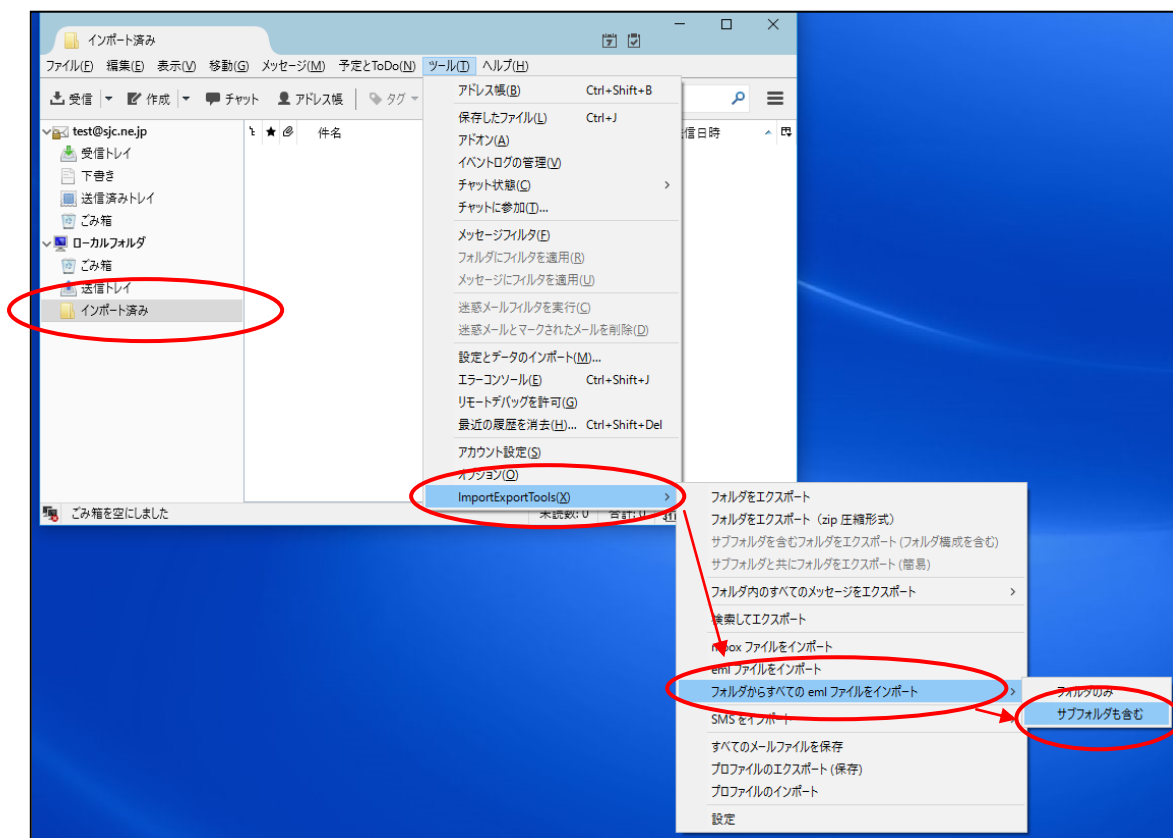 インポート済み
ファイル(F) 編集(E) 表示(V) 移動(G) メッセージ(M) 予定とToDo(N) ツール(T) ヘルプ(H)
受信 作成 チャット アドレス帳 タグ
test@sjc.ne.jp
件名
信日時
受信トレイ
下書き
送信済みトレイ
ごみ箱
ローカルフォルダ
ごみ箱
送信トレイ
インポート済み
アドレス帳(B) Ctrl+Shift+B
保存したファイル(L) Ctrl+J
アドオン(A)
イベントログの管理(V)
チャット状態(C)
チャットに参加(T)...
メッセージフィルタ(F)
フォルダにフィルタを適用(R)
メッセージにフィルタを適用(U)
迷惑メールフィルタを実行(C)
迷惑メールとマークされたメールを削除(D)
設定とデータのインポート(M)...
エラーコンソール(E) Ctrl+Shift+J
リモートデバッグを許可(G)
最近の履歴を消去(H)... Ctrl+Shift+Del
アカウント設定(S)
オプション(O)
ImportExportTools(X)
ごみ箱を空にしました
未読数: 0 合計: 0
フォルダをエクスポート
フォルダをエクスポート (zip 圧縮形式)
サブフォルダを含むフォルダをエクスポート (フォルダ構成を含む)
サブフォルダと共にフォルダをエクスポート (簡易)
フォルダ内のすべてのメッセージをエクスポート
検索してエクスポート
mbox ファイルをインポート
eml ファイルをインポート
フォルダからすべての eml ファイルをインポート
SMS をインポート
すべてのメールファイルを保存
プロファイルのエクスポート (保存)
プロファイルのインポート
設定
フォルダのみ
サブフォルダも含む